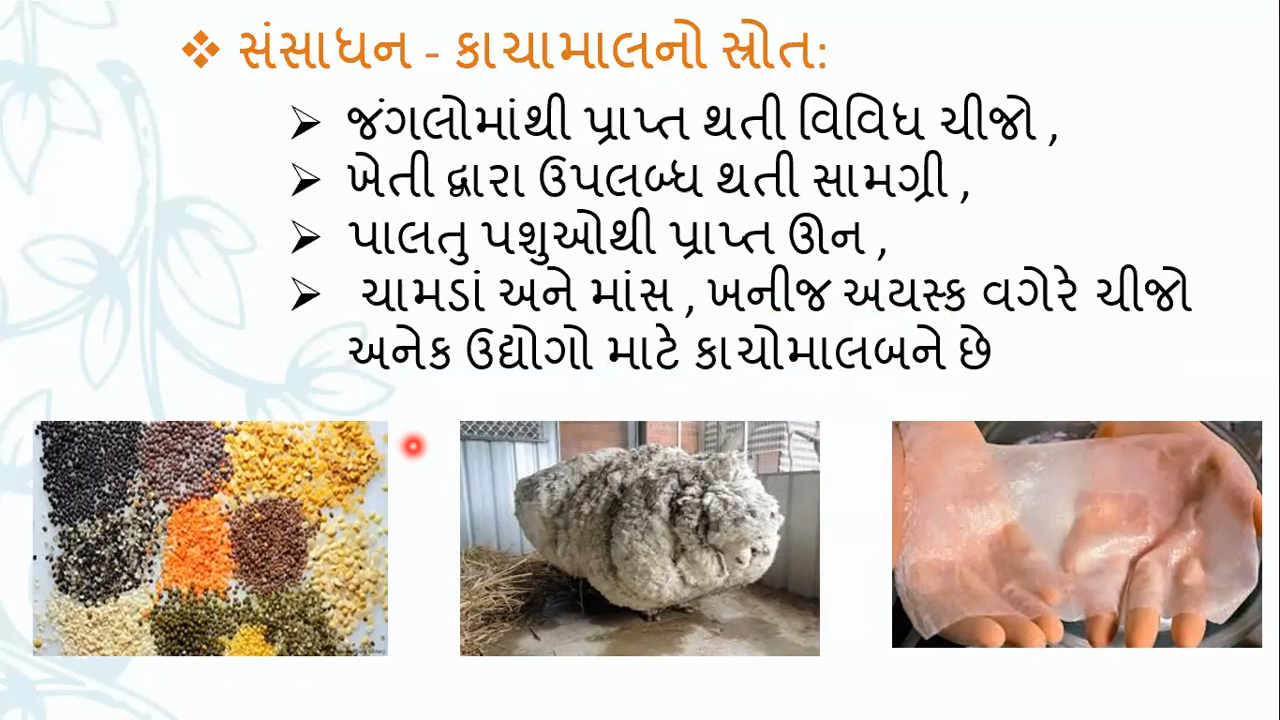 ❖ સંસાધન - કાચામાલનો સ્રોત:
➢ જંગલોમાંથી પ્રાપ્ત થતી વિવિધ ચીજો ,
➢ ખેતી દ્વારા ઉપલબ્ધ થતી સામગ્રી ,
➢ પાલતુ પશુઓથી પ્રાપ્ત ઊન ,
➢ ચામડાં અને માંસ , ખનીજ અયસ્ક વગેરે ચીજો
અનેક ઉદ્યોગો માટે કાચોમાલબને છે